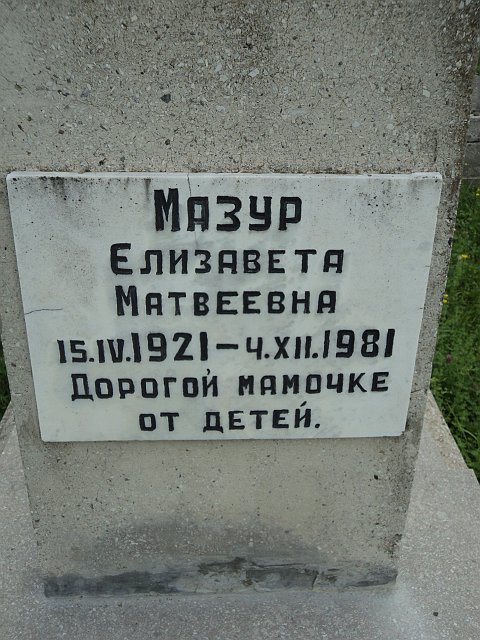 Мазур
Елизавета
Матвеевна
15.IV.1921–4.XII.1981
Дорогой мамочке
от детей.